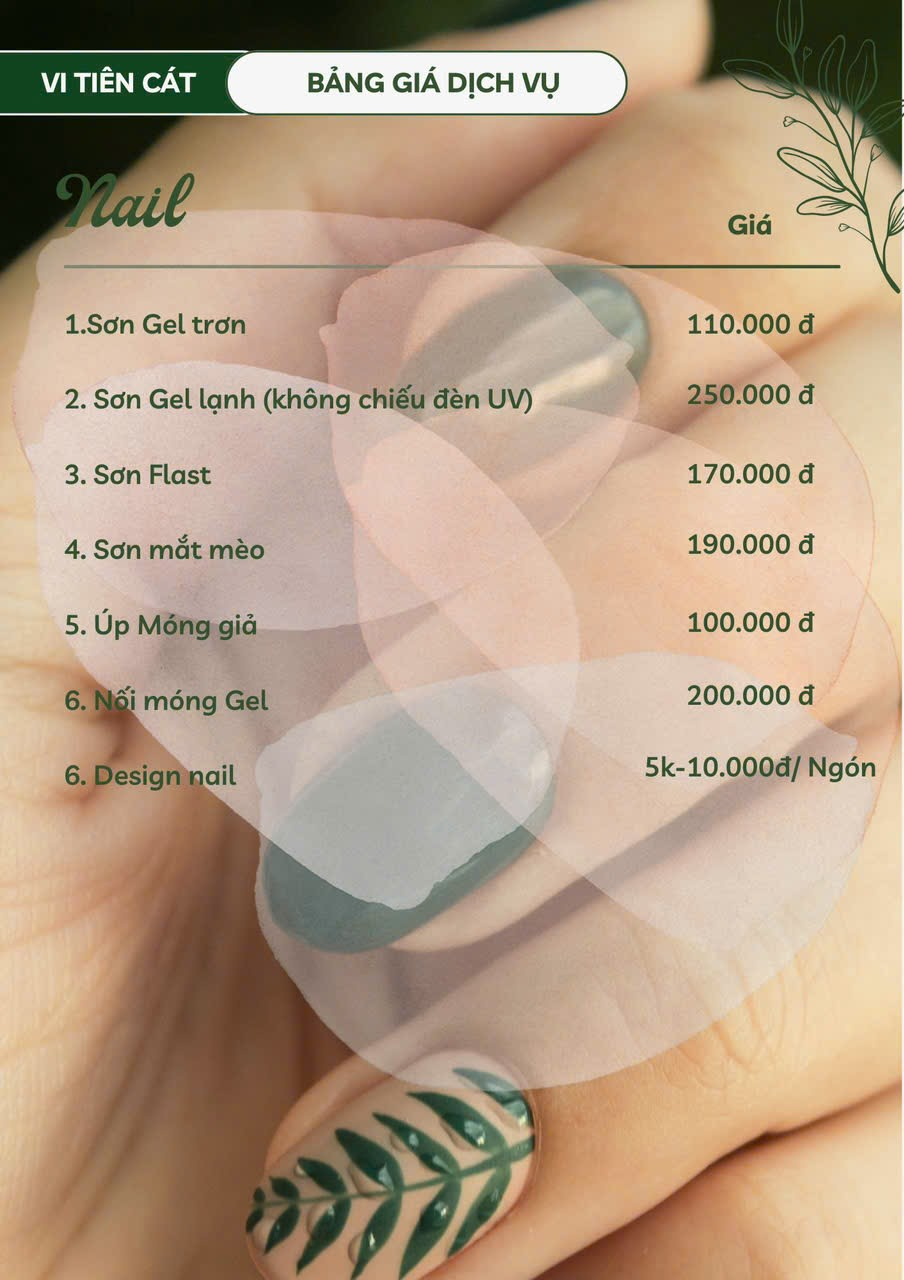 VI TIÊN CÁT BẢNG GIÁ DỊCH VỤ
Nail Giá
1.Sơn Gel trơn 110.000 đ
2. Sơn Gel lạnh (không chiếu đèn UV) 250.000 đ
3. Sơn Flast 170.000 đ
4. Sơn mắt mèo 190.000 đ
5. Úp Móng giả 100.000 đ
6. Nối móng Gel 200.000 đ
6. Design nail 5k-10.000đ/ Ngón